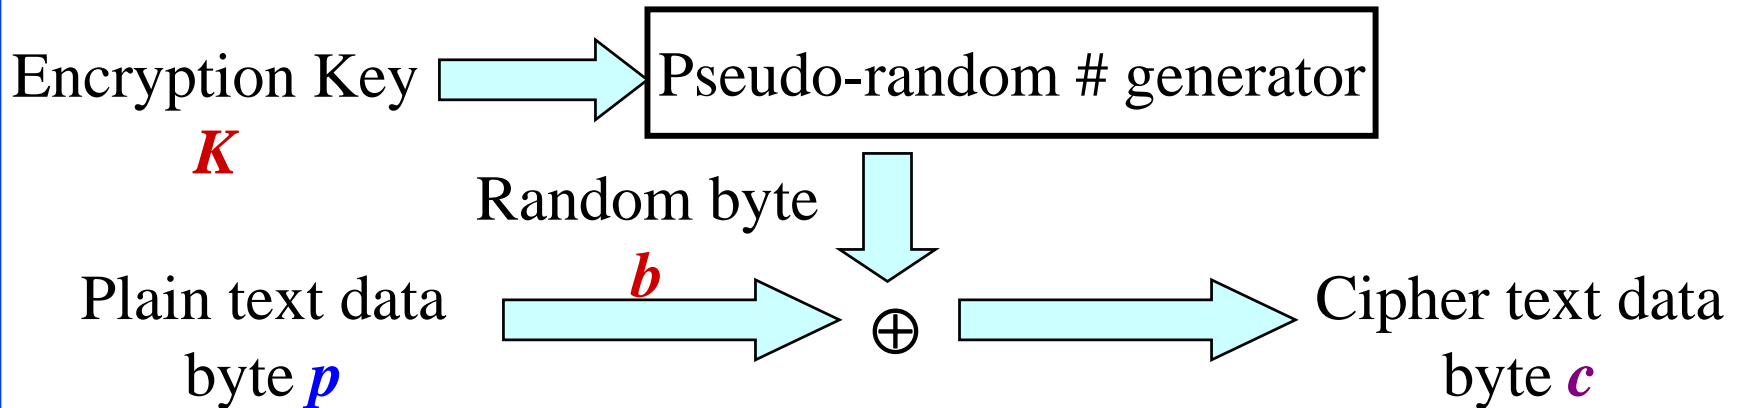 Encryption Key
K
Pseudo-random # generator
Random byte
b
Plain text data
byte p
⊕
Cipher text data
byte c